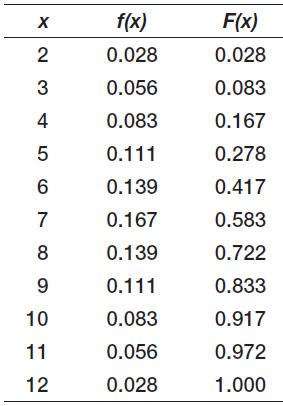 x f(x) F(x)
2 0.028 0.028
3 0.056 0.083
4 0.083 0.167
5 0.111 0.278
6 0.139 0.417
7 0.167 0.583
8 0.139 0.722
9 0.111 0.833
10 0.083 0.917
11 0.056 0.972
12 0.028 1.000